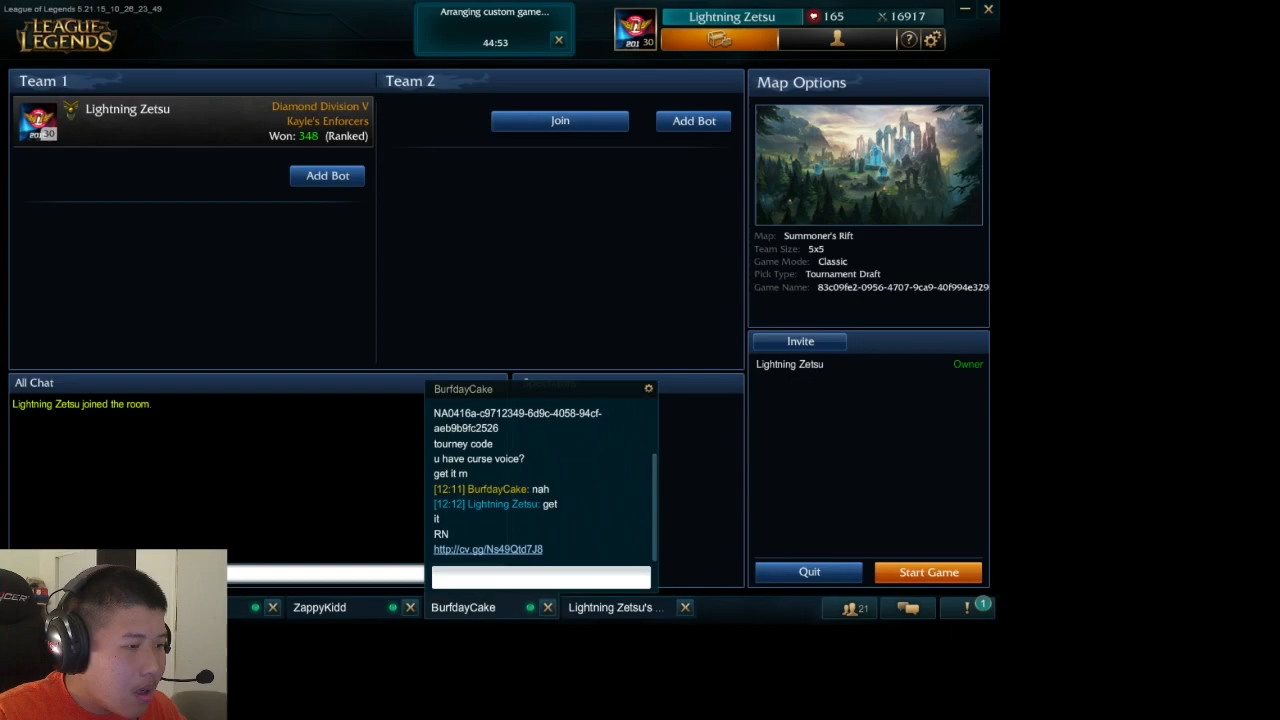 League of Legends 5.21.15_10_26_23_49
LEAGUE OF LEGENDS
Arranging custom game...
44:53
201 30
Lightning Zetsu
165
16917
Team 1
Lightning Zetsu
Diamond Division V
Kayle's Enforcers
Won: 348 (Ranked)
30
Add Bot
Team 2
Join
Add Bot
Map Options
Map: Summoner's Rift
Team Size: 5x5
Game Mode: Classic
Pick Type: Tournament Draft
Game Name: 83c09fe2-0956-4707-9ca9-40f994e329
Invite
Lightning Zetsu Owner
Quit
Start Game
All Chat
Lightning Zetsu joined the room.
BurfdayCake
NA0416a-c9712349-6d9c-4058-94cf-
aeb9b9fc2526
tourney code
u have curse voice?
get it m
[12:11] BurfdayCake: nah
[12:12] Lightning Zetsu: get
it
RN
http://cv.gg/Ns49Qtd7J8
ZappyKidd
BurfdayCake
Lightning Zetsu's ...
21
! 1